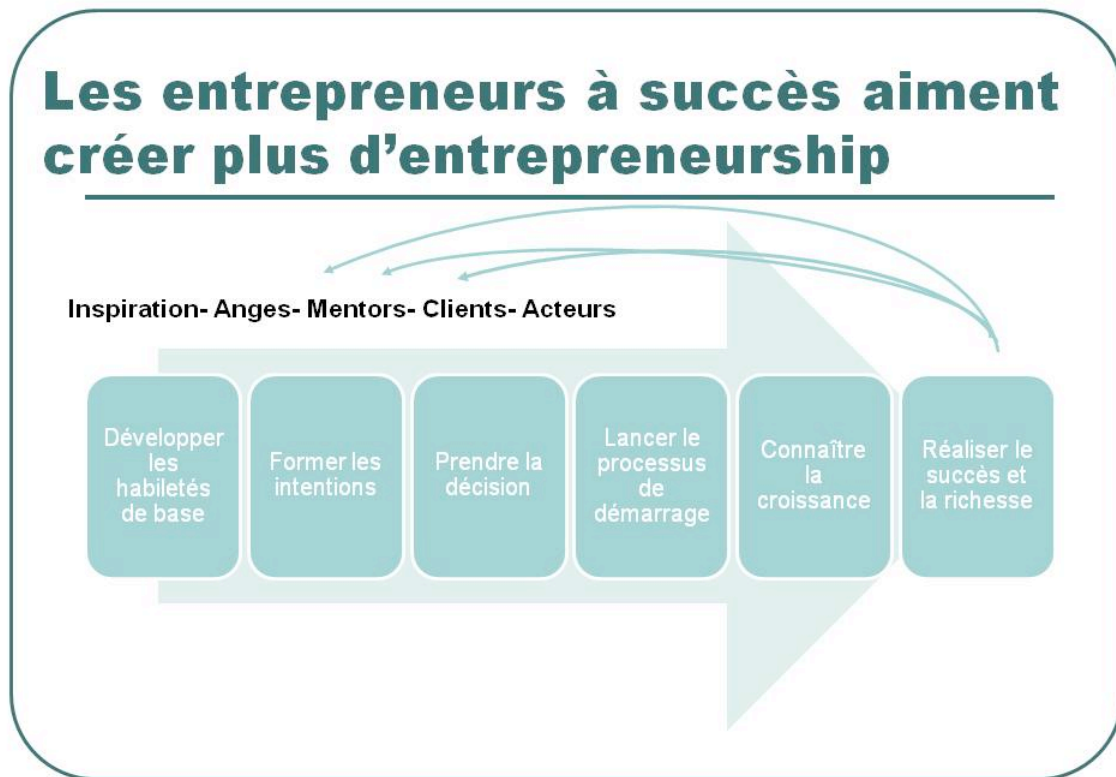 Les entrepreneurs à succès aiment
créer plus d’entrepreneurship
Inspiration- Anges- Mentors- Clients- Acteurs
Développer
les
habiletés
de base
Former les
intentions
Prendre la
décision
Lancer le
processus
de
démarrage
Connaître
la
croissance
Réaliser le
succès et
la richesse